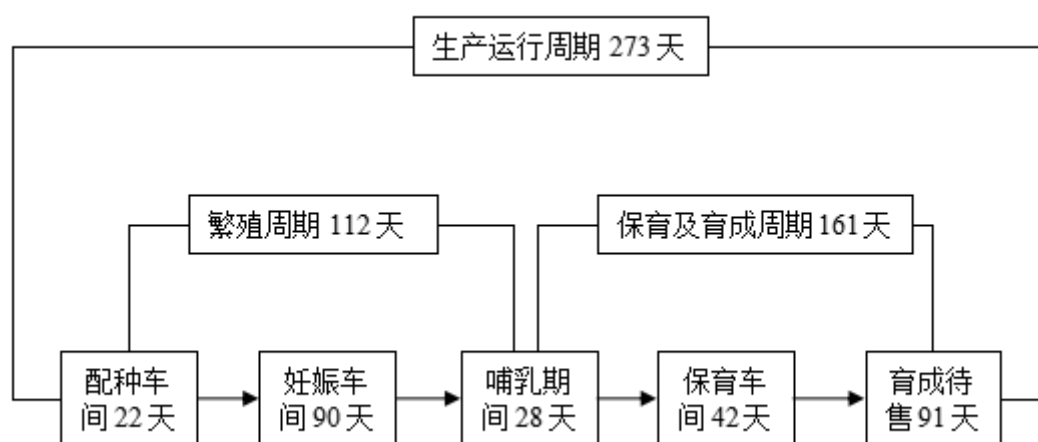 生产运行周期 273 天
繁殖周期 112 天
保育及育成周期 161 天
配种车
间 22 天
妊娠车
间 90 天
哺乳期
间 28 天
保育车
间 42 天
育成待
售 91 天